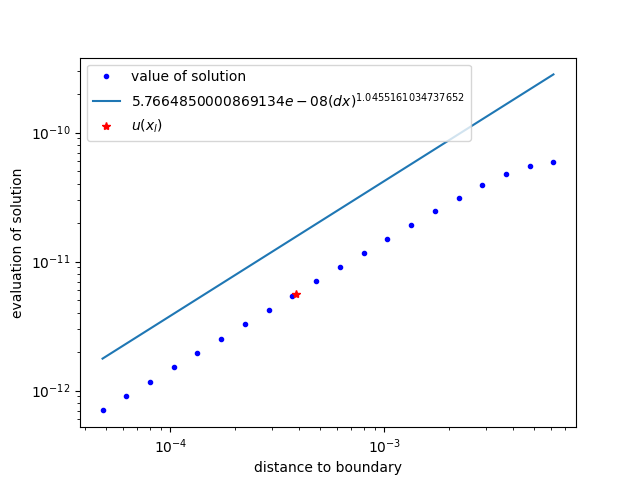 value of solution
5.7664850000869134e − 08(dx)^1.0455161034737652
u(x_l)
10^−10
10^−11
10^−12
evaluation of solution
10^−4
10^−3
distance to boundary